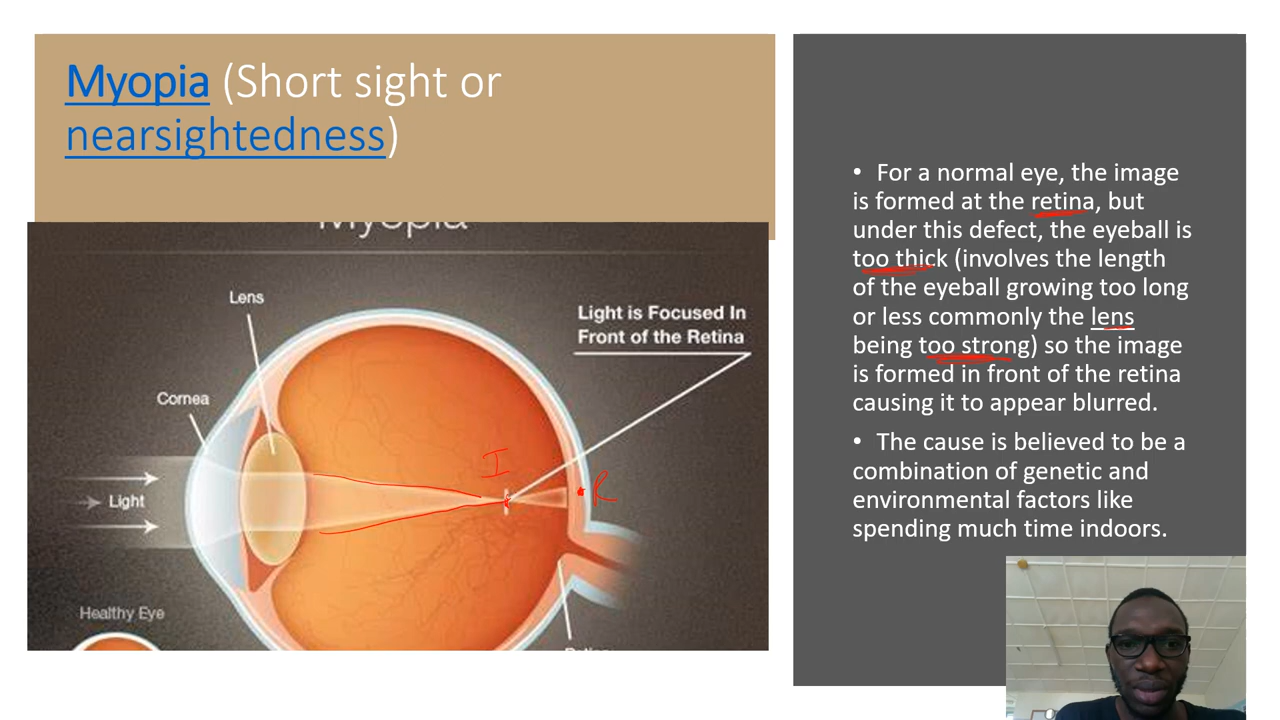 Myopia (Short sight or
nearsightedness)
Myopia
Lens
Light is Focused In
Front of the Retina
Cornea
I
R
Light
Healthy Eye
Retina
• For a normal eye, the image
is formed at the retina, but
under this defect, the eyeball is
too thick (involves the length
of the eyeball growing too long
or less commonly the lens
being too strong) so the image
is formed in front of the retina
causing it to appear blurred.
• The cause is believed to be a
combination of genetic and
environmental factors like
spending much time indoors.